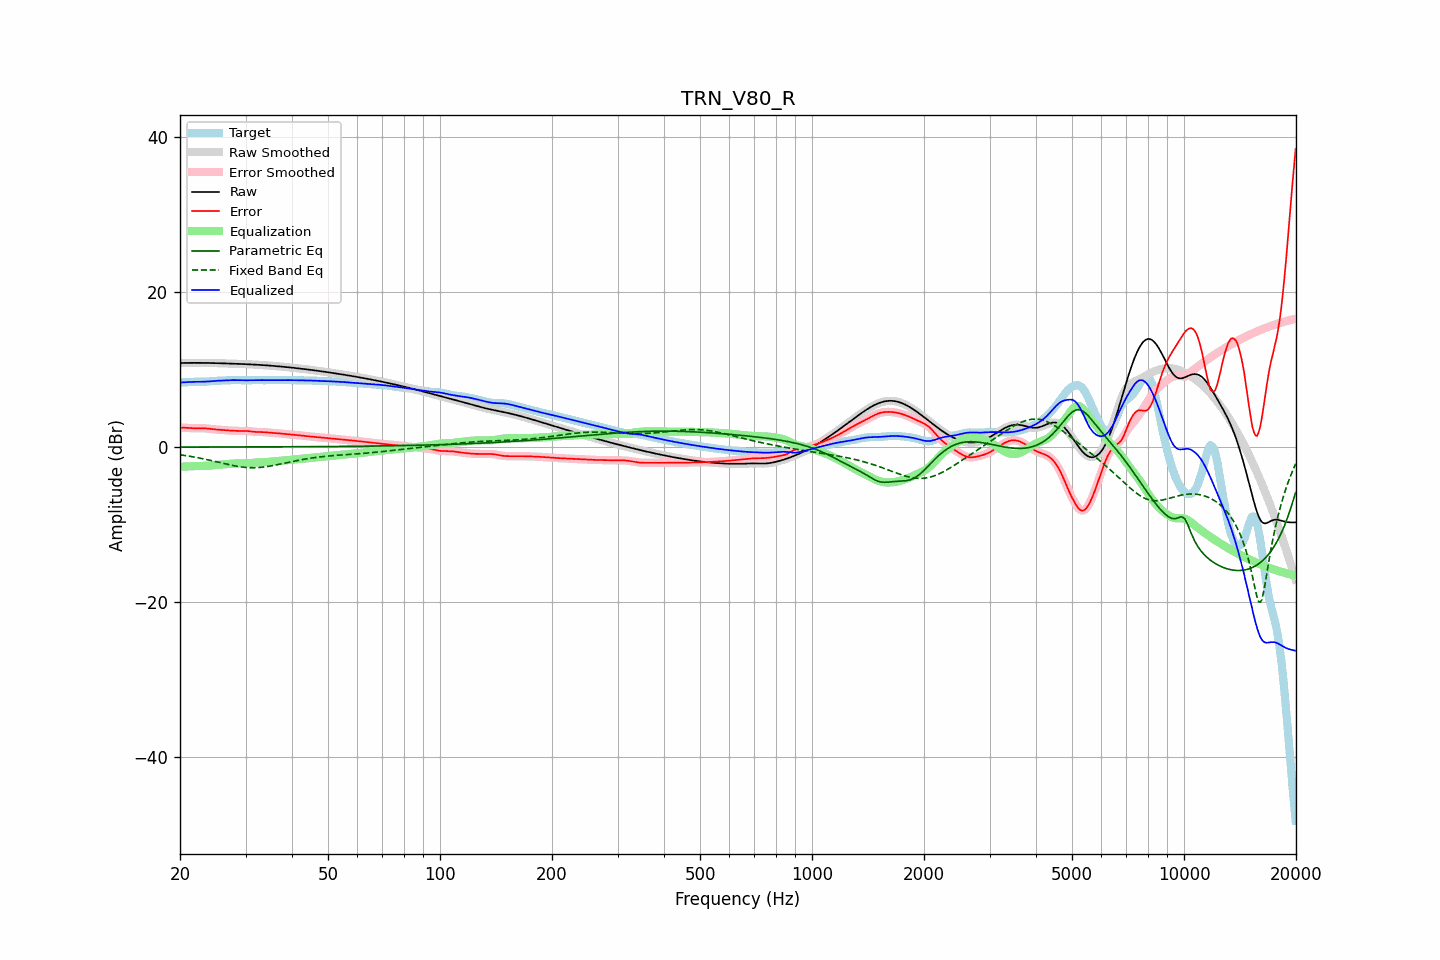 TRN_V80_R
Target
Raw Smoothed
Error Smoothed
Raw
Error
Equalization
Parametric Eq
Fixed Band Eq
Equalized
40
20
0
−20
−40
Amplitude (dBr)
20 50 100 200 500 1000 2000 5000 10000 20000
Frequency (Hz)